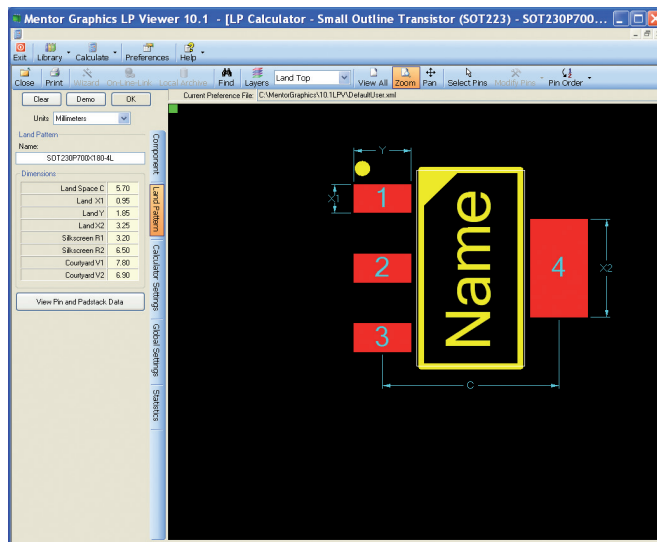 Mentor Graphics LP Viewer 10.1 - [LP Calculator - Small Outline Transistor (SOT223) - SOT230P700...
Exit Library Calculate Preferences Help
Close Print Wizard On-Line-Link Local Archive Find Layers Land Top View All Zoom Pan Select Pins Modify Pins Pin Order
Clear Demo OK
Current Preference File: C:\MentorGraphics\10.1LPV\DefaultUser.xml
Units Millimeters
Land Pattern
Name:
SOT230P700X180-4L
Dimensions
Land Space C 5.70
Land X1 0.95
Land Y 1.85
Land X2 3.25
Silkscreen R1 3.20
Silkscreen R2 6.50
Courtyard V1 7.80
Courtyard V2 6.90
View Pin and Padstack Data
Component
Land Pattern
Calculator Settings
Global Settings
Statistics
Y
X1
1
2
3
Name
4
X2
C